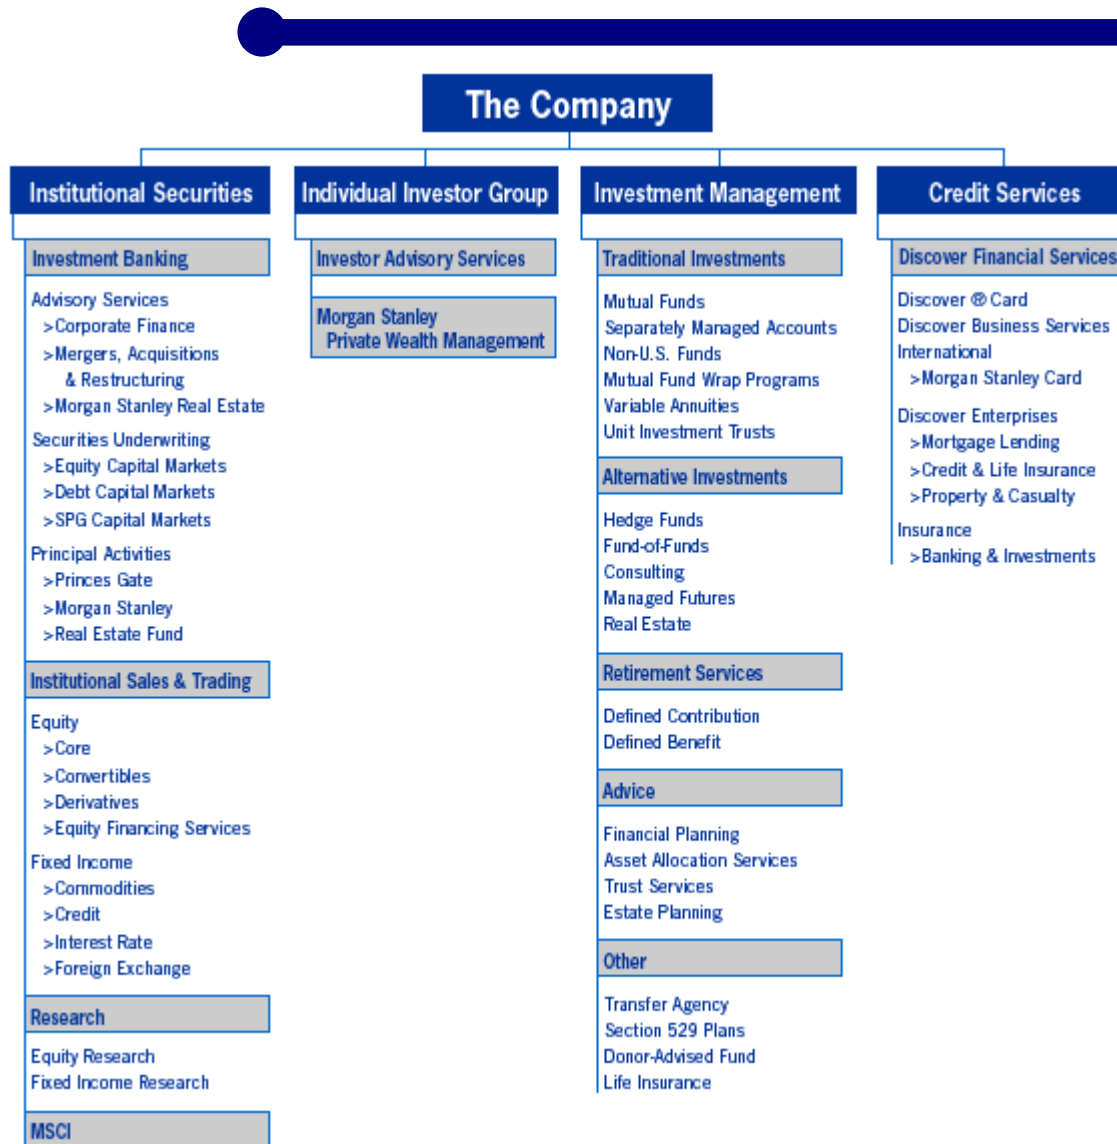 The Company
Institutional Securities
Investment Banking
Advisory Services
>Corporate Finance
>Mergers, Acquisitions
& Restructuring
>Morgan Stanley Real Estate
Securities Underwriting
>Equity Capital Markets
>Debt Capital Markets
>SPG Capital Markets
Principal Activities
>Princes Gate
>Morgan Stanley
>Real Estate Fund
Institutional Sales & Trading
Equity
>Core
>Convertibles
>Derivatives
>Equity Financing Services
Fixed Income
>Commodities
>Credit
>Interest Rate
>Foreign Exchange
Research
Equity Research
Fixed Income Research
MSCI
Individual Investor Group
Investor Advisory Services
Morgan Stanley
Private Wealth Management
Investment Management
Traditional Investments
Mutual Funds
Separately Managed Accounts
Non-U.S. Funds
Mutual Fund Wrap Programs
Variable Annuities
Unit Investment Trusts
Alternative Investments
Hedge Funds
Fund-of-Funds
Consulting
Managed Futures
Real Estate
Retirement Services
Defined Contribution
Defined Benefit
Advice
Financial Planning
Asset Allocation Services
Trust Services
Estate Planning
Other
Transfer Agency
Section 529 Plans
Donor-Advised Fund
Life Insurance
Credit Services
Discover Financial Services
Discover ® Card
Discover Business Services
International
>Morgan Stanley Card
Discover Enterprises
>Mortgage Lending
>Credit & Life Insurance
>Property & Casualty
Insurance
>Banking & Investments